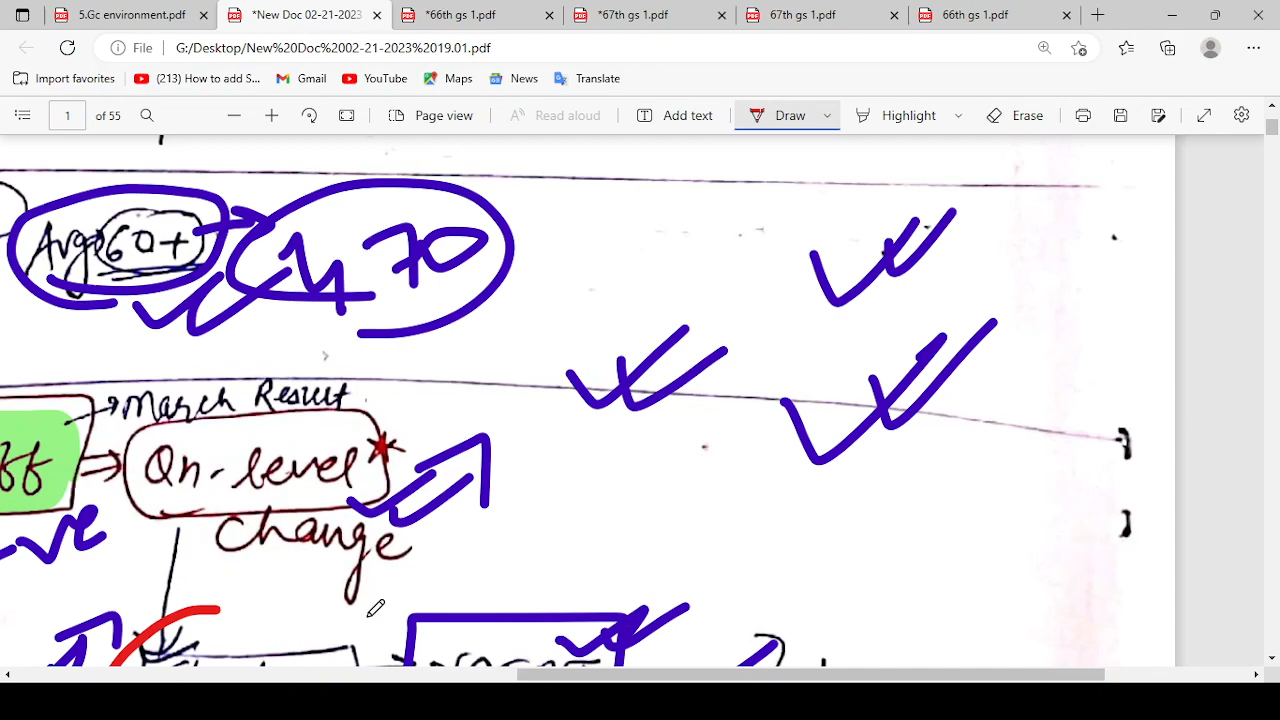 5.Gc environment.pdf
*New Doc 02-21-2023
*66th gs 1.pdf
*67th gs 1.pdf
67th gs 1.pdf
66th gs 1.pdf
File
G:/Desktop/New%20Doc%2002-21-2023%2019.01.pdf
Import favorites
(213) How to add S...
Gmail
YouTube
Maps
News
Translate
1
of 55
Page view
Read aloud
Add text
Draw
Highlight
Erase
Avg 60+
70
March Result
Qn-level
Change
-ve